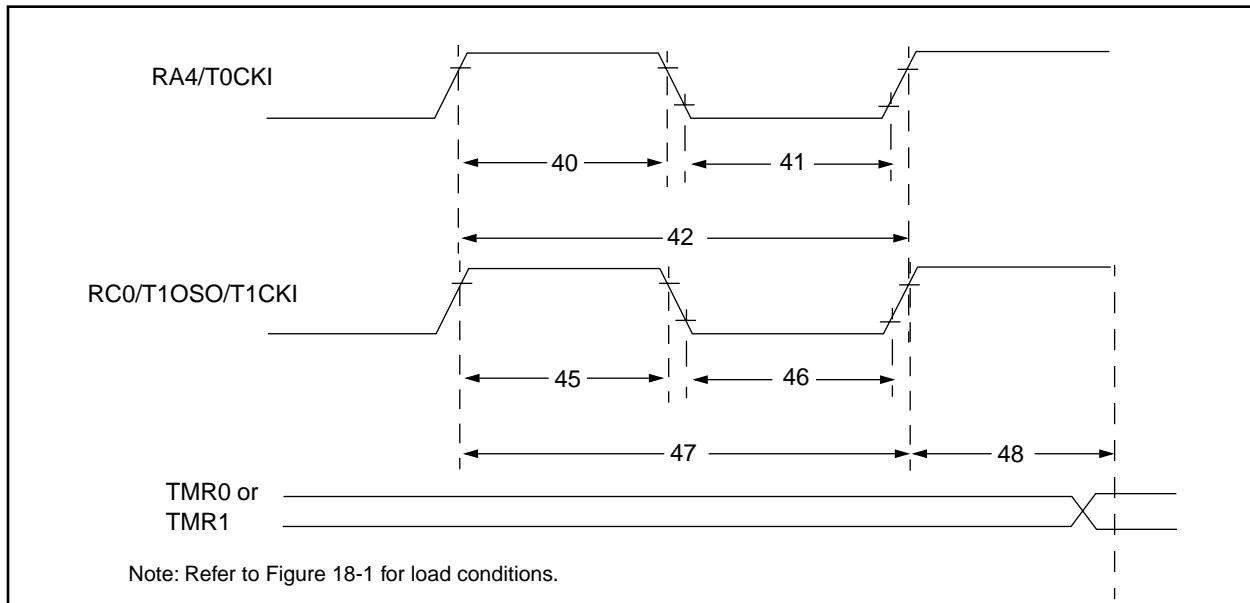 RA4/T0CKI
40
41
42
RC0/T1OSO/T1CKI
45
46
47
48
TMR0 or
TMR1
Note: Refer to Figure 18-1 for load conditions.